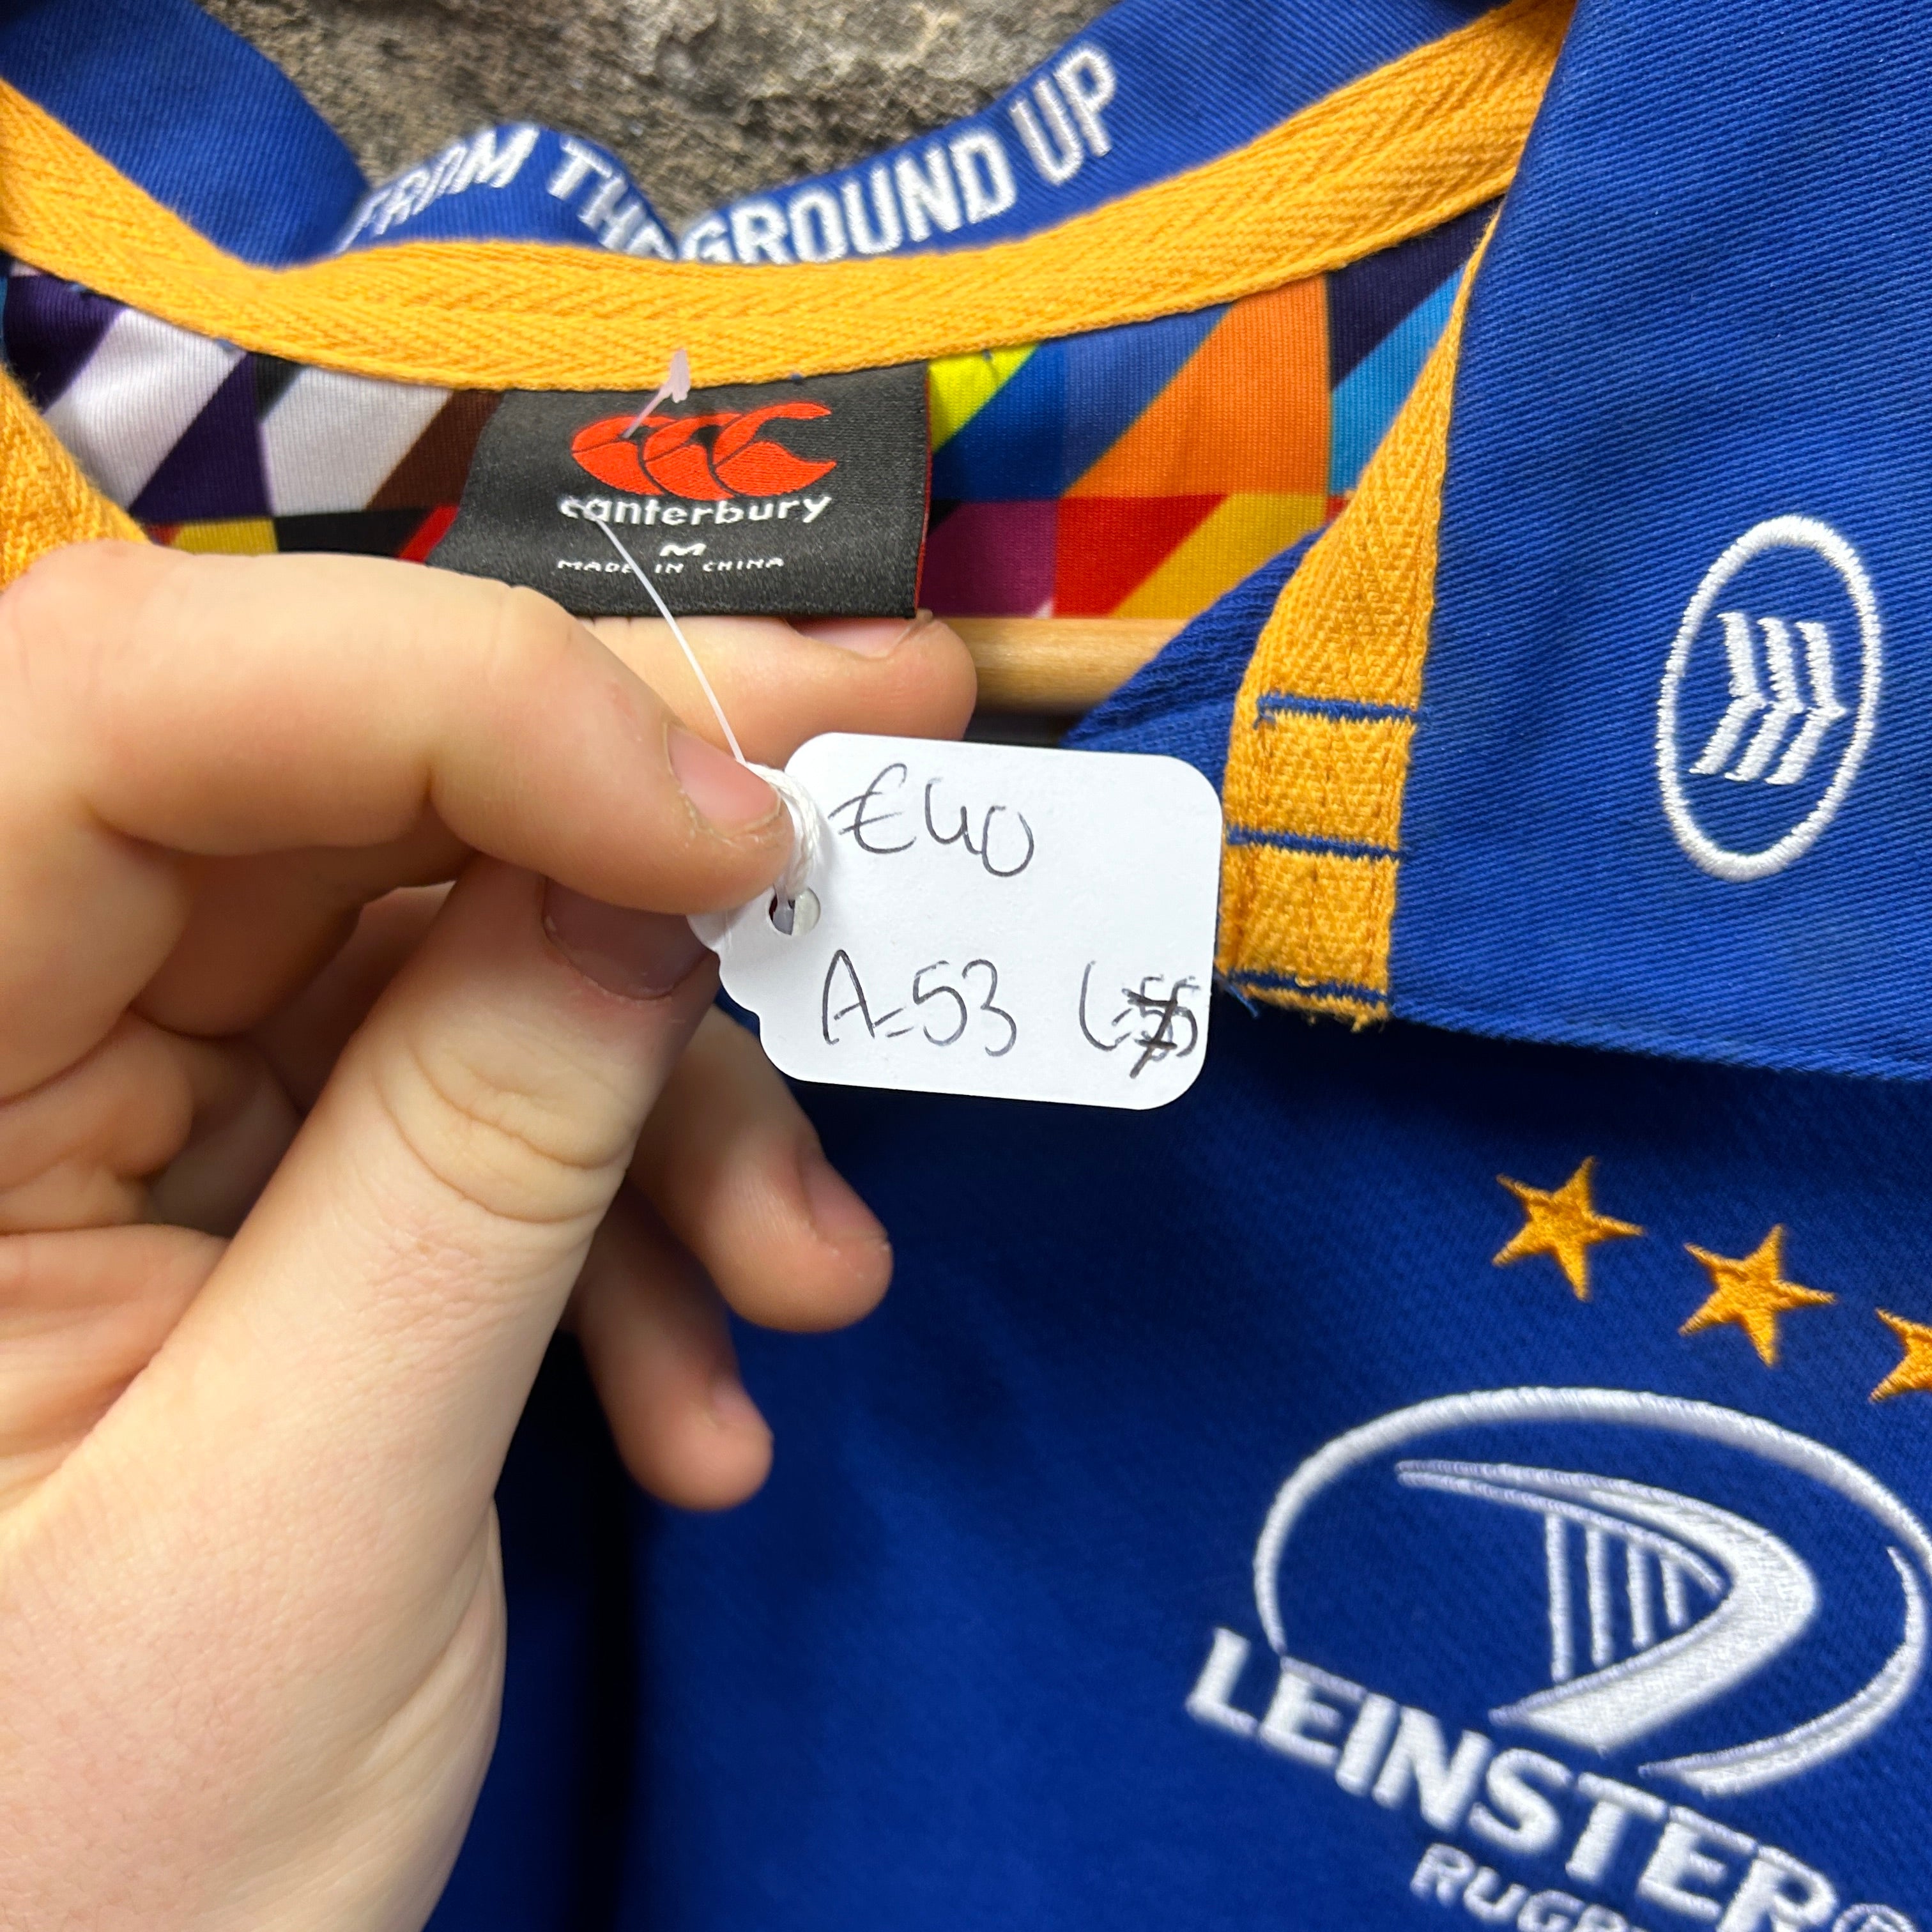 FROM THE GROUND UP
canterbury
M
MADE IN CHINA
€40
A-53
LEINSTER